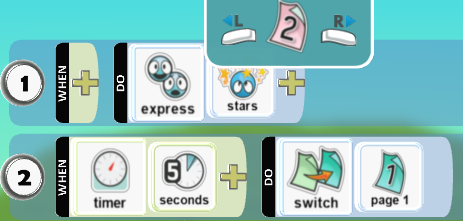 L 2 R
1 WHEN DO express stars
2 WHEN timer 5 seconds DO switch 1 page 1